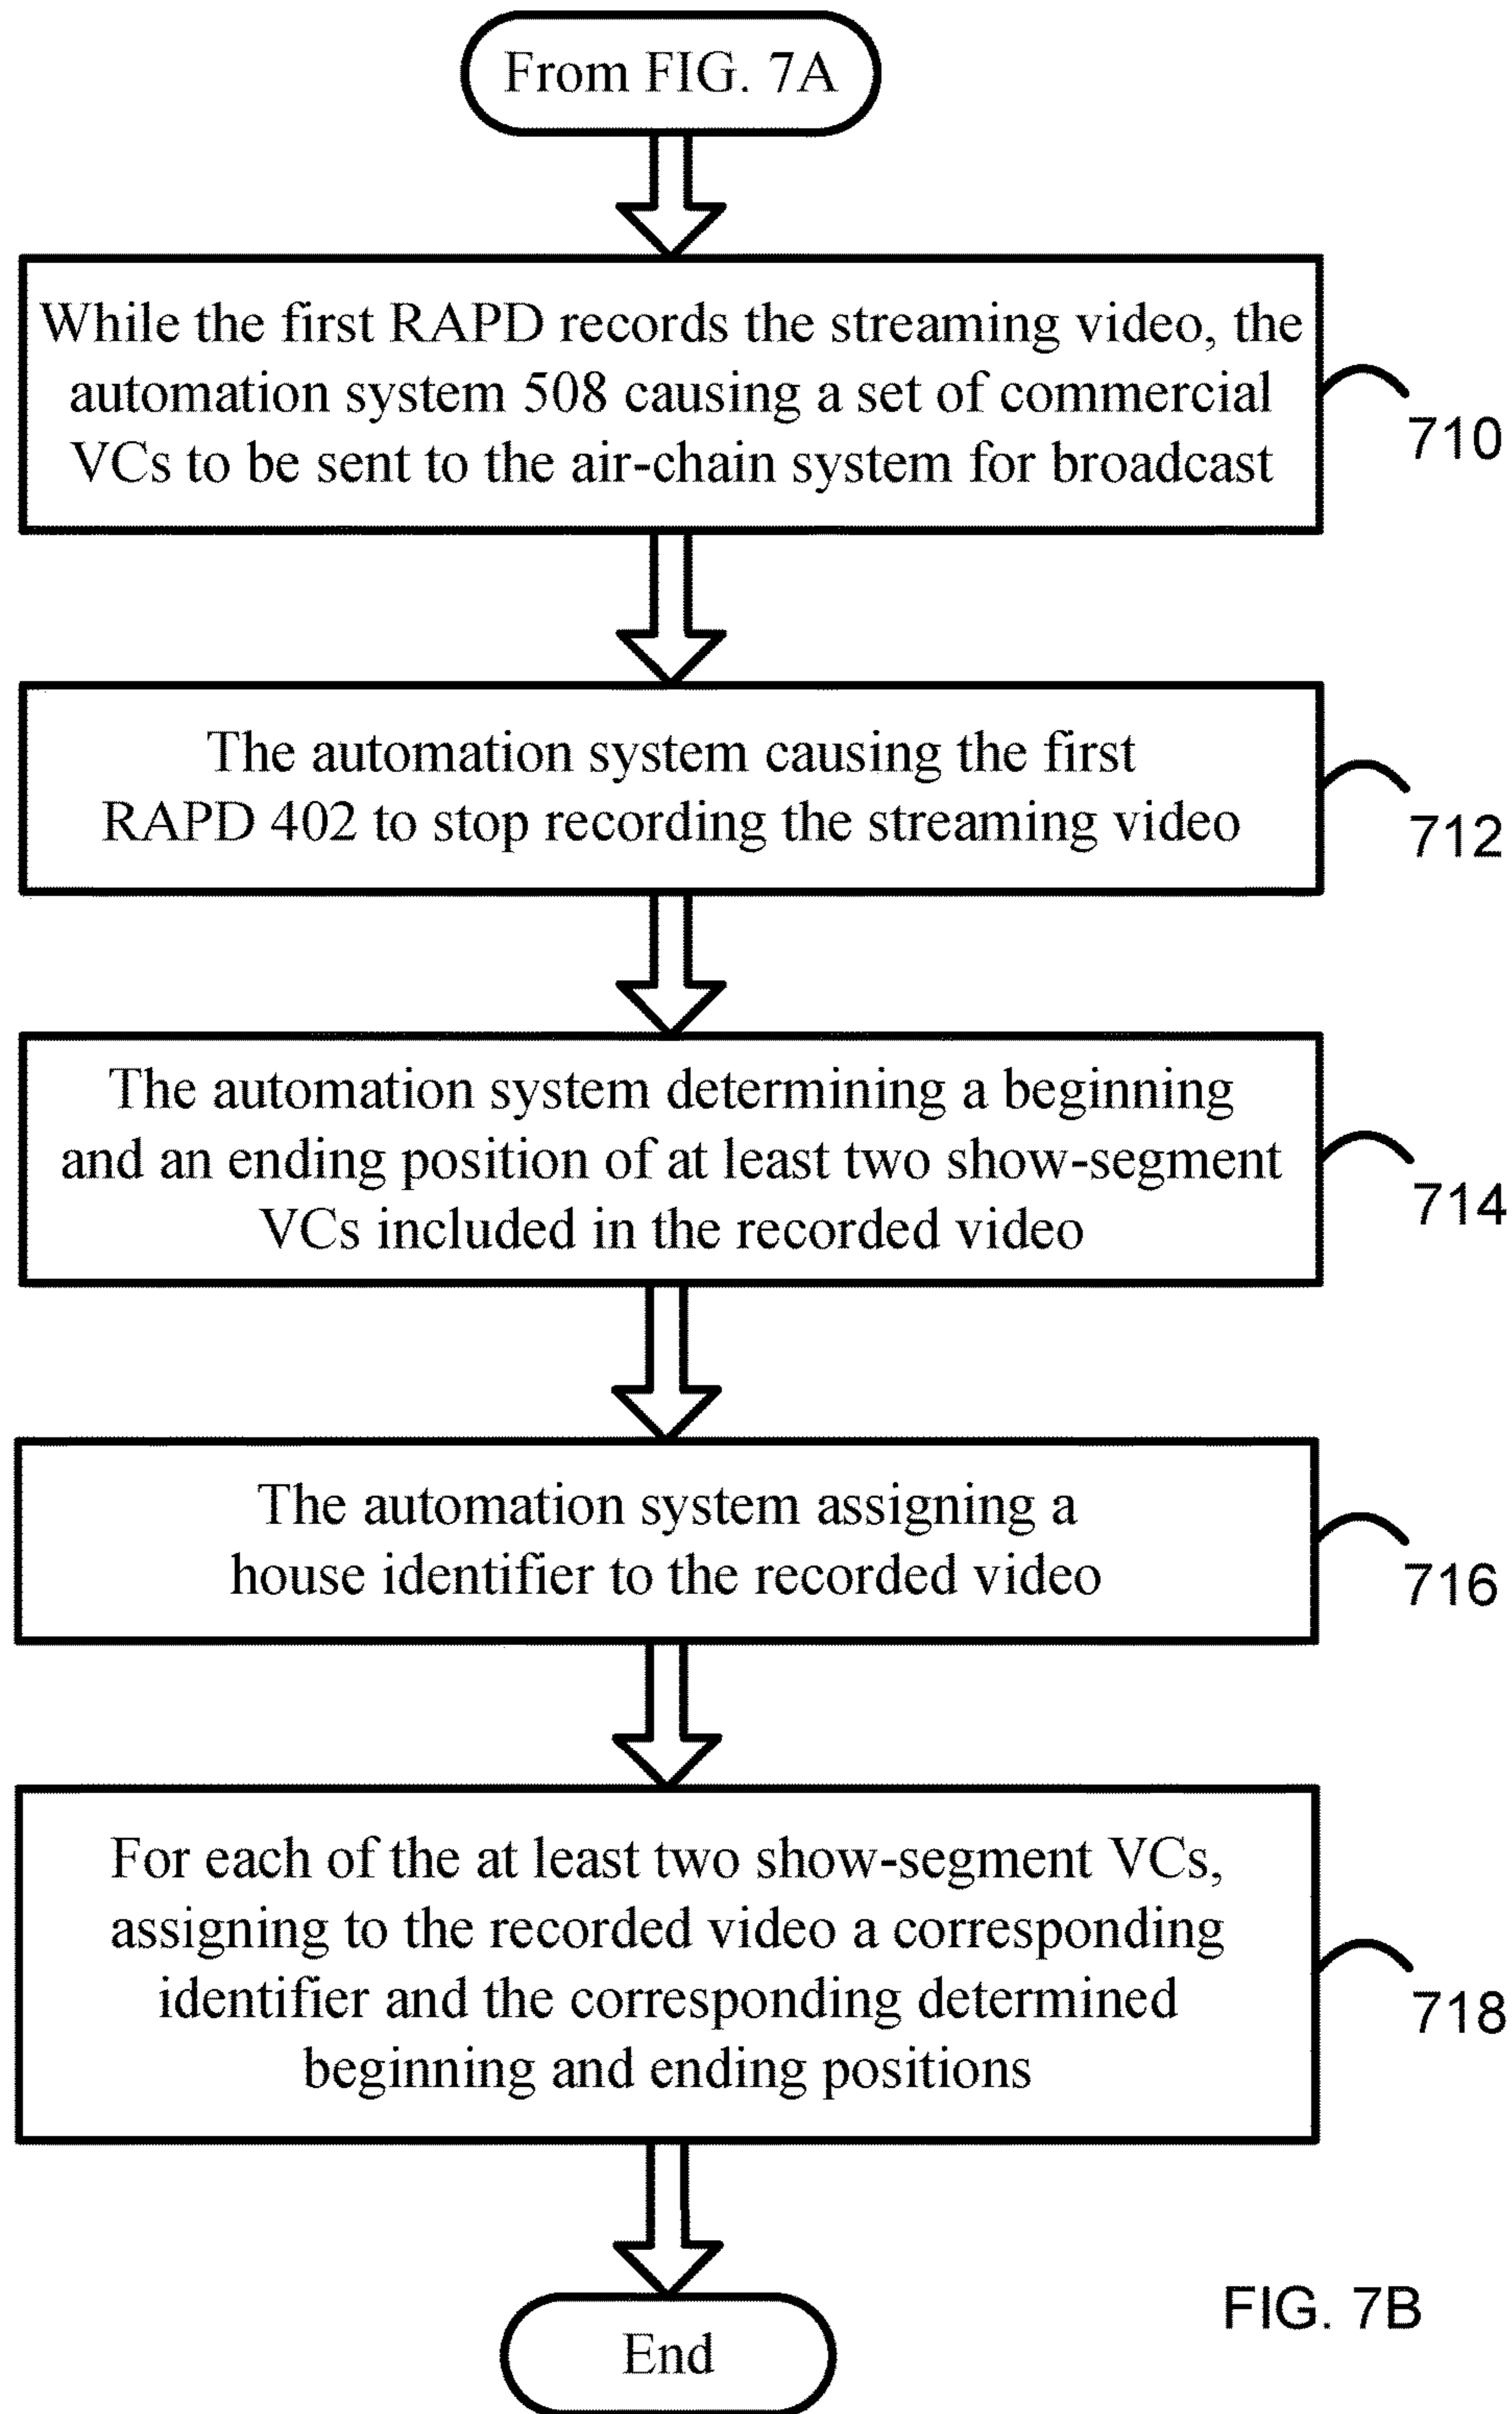 From FIG. 7A
While the first RAPD records the streaming video, the
automation system 508 causing a set of commercial
VCs to be sent to the air-chain system for broadcast
710
The automation system causing the first
RAPD 402 to stop recording the streaming video
712
The automation system determining a beginning
and an ending position of at least two show-segment
VCs included in the recorded video
714
The automation system assigning a
house identifier to the recorded video
716
For each of the at least two show-segment VCs,
assigning to the recorded video a corresponding
identifier and the corresponding determined
beginning and ending positions
718
End
FIG. 7B